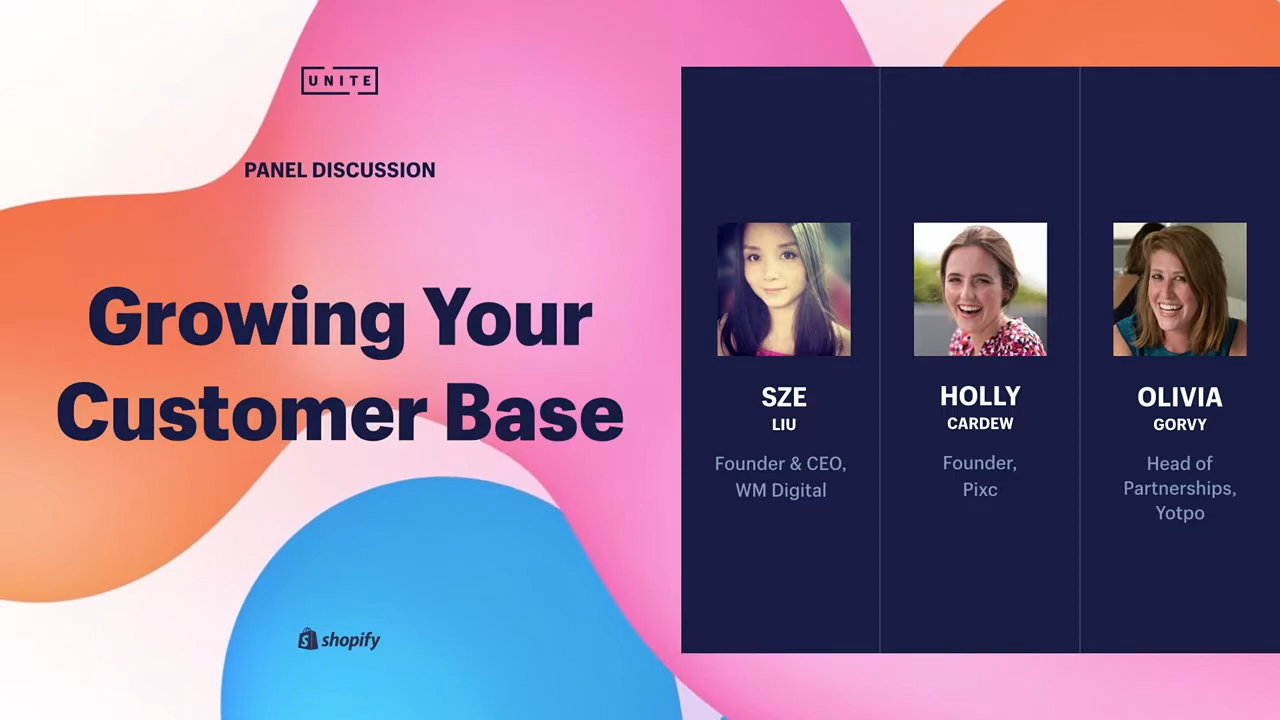 UNITE
PANEL DISCUSSION
Growing Your
Customer Base
shopify
SZE
LIU
Founder & CEO,
WM Digital
HOLLY
CARDEW
Founder,
Pixc
OLIVIA
GORVY
Head of
Partnerships,
Yotpo